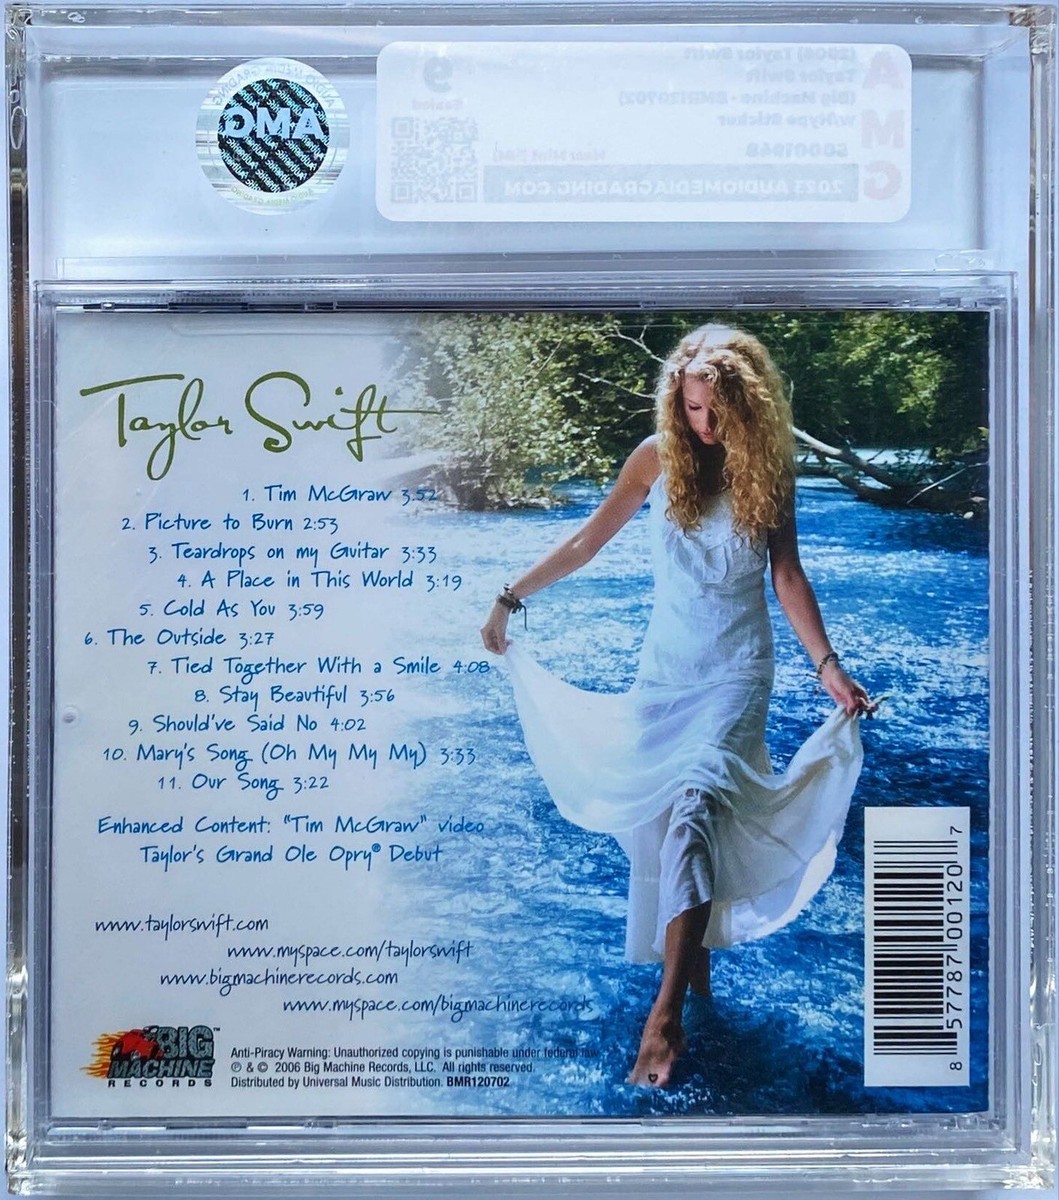 AMG
(2006) Taylor Swift
Taylor Swift
(Big Machine - BMR120702)
w/Hype Sticker
9
Sealed
AMG
2023 AUDIOMEDIAGRADING.COM
Taylor Swift
1. Tim McGraw 3:52
2. Picture to Burn 2:53
3. Teardrops on my Guitar 3:33
4. A Place in This World 3:19
5. Cold As You 3:59
6. The Outside 3:27
7. Tied Together With a Smile 4:08
8. Stay Beautiful 3:56
9. Should've Said No 4:02
10. Mary's Song (Oh My My My) 3:33
11. Our Song 3:22
Enhanced Content: "Tim McGraw" video
Taylor's Grand Ole Opry® Debut
www.taylorswift.com
www.myspace.com/taylorswift
www.bigmachinerecords.com
www.myspace.com/bigmachinerecords
BIG
MACHINE™
RECORDS
Anti-Piracy Warning: Unauthorized copying is punishable under federal law.
℗ & © 2006 Big Machine Records, LLC. All rights reserved.
Distributed by Universal Music Distribution. BMR120702
8 57787 00120 7